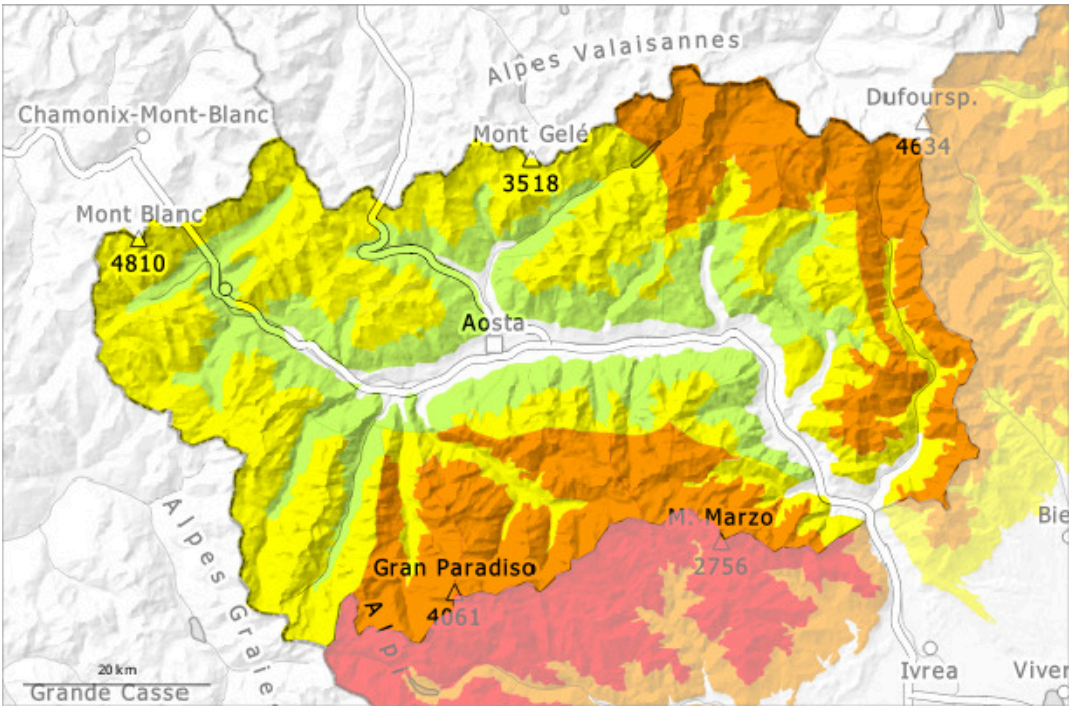 Alpes Valaisannes
Dufoursp.
4634
Chamonix-Mont-Blanc
Mont Gelé
3518
Mont Blanc
4810
Aosta
M. Marzo
2756
Bie
Gran Paradiso
4061
Alpes Graie
Alpi
20 km
Grande Casse
Ivrea
Viver